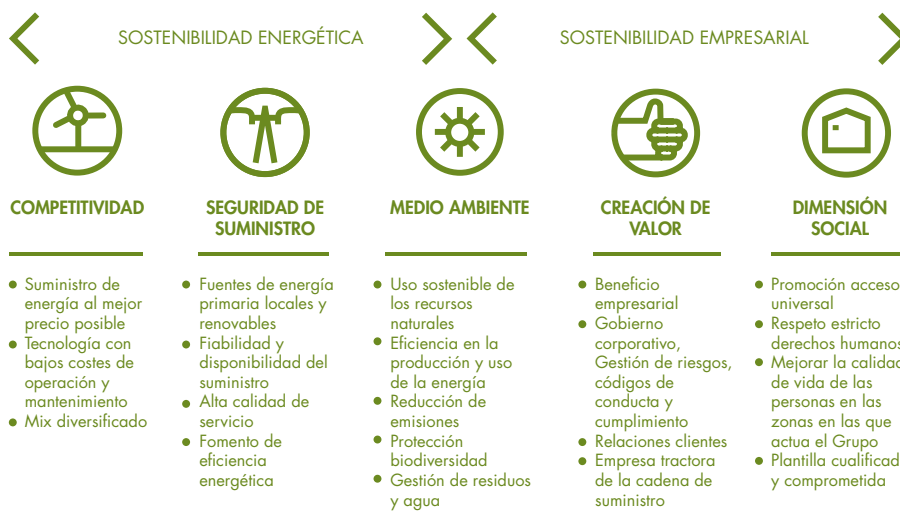 SOSTENIBILIDAD ENERGÉTICA
SOSTENIBILIDAD EMPRESARIAL
COMPETITIVIDAD
• Suministro de
energía al mejor
precio posible
• Tecnología con
bajos costes de
operación y
mantenimiento
• Mix diversificado
SEGURIDAD DE
SUMINISTRO
• Fuentes de energía
primaria locales y
renovables
• Fiabilidad y
disponibilidad del
suministro
• Alta calidad de
servicio
• Fomento de
eficiencia
energética
MEDIO AMBIENTE
• Uso sostenible de
los recursos
naturales
• Eficiencia en la
producción y uso
de la energía
• Reducción de
emisiones
• Protección
biodiversidad
• Gestión de residuos
y agua
CREACIÓN DE
VALOR
• Beneficio
empresarial
• Gobierno
corporativo,
Gestión de riesgos,
códigos de
conducta y
cumplimiento
• Relaciones clientes
• Empresa tractora
de la cadena de
suministro
DIMENSIÓN
SOCIAL
• Promoción acceso
universal
• Respeto estricto
derechos humanos
• Mejorar la calidad
de vida de las
personas en las
zonas en las que
actua el Grupo
• Plantilla cualificad
y comprometida